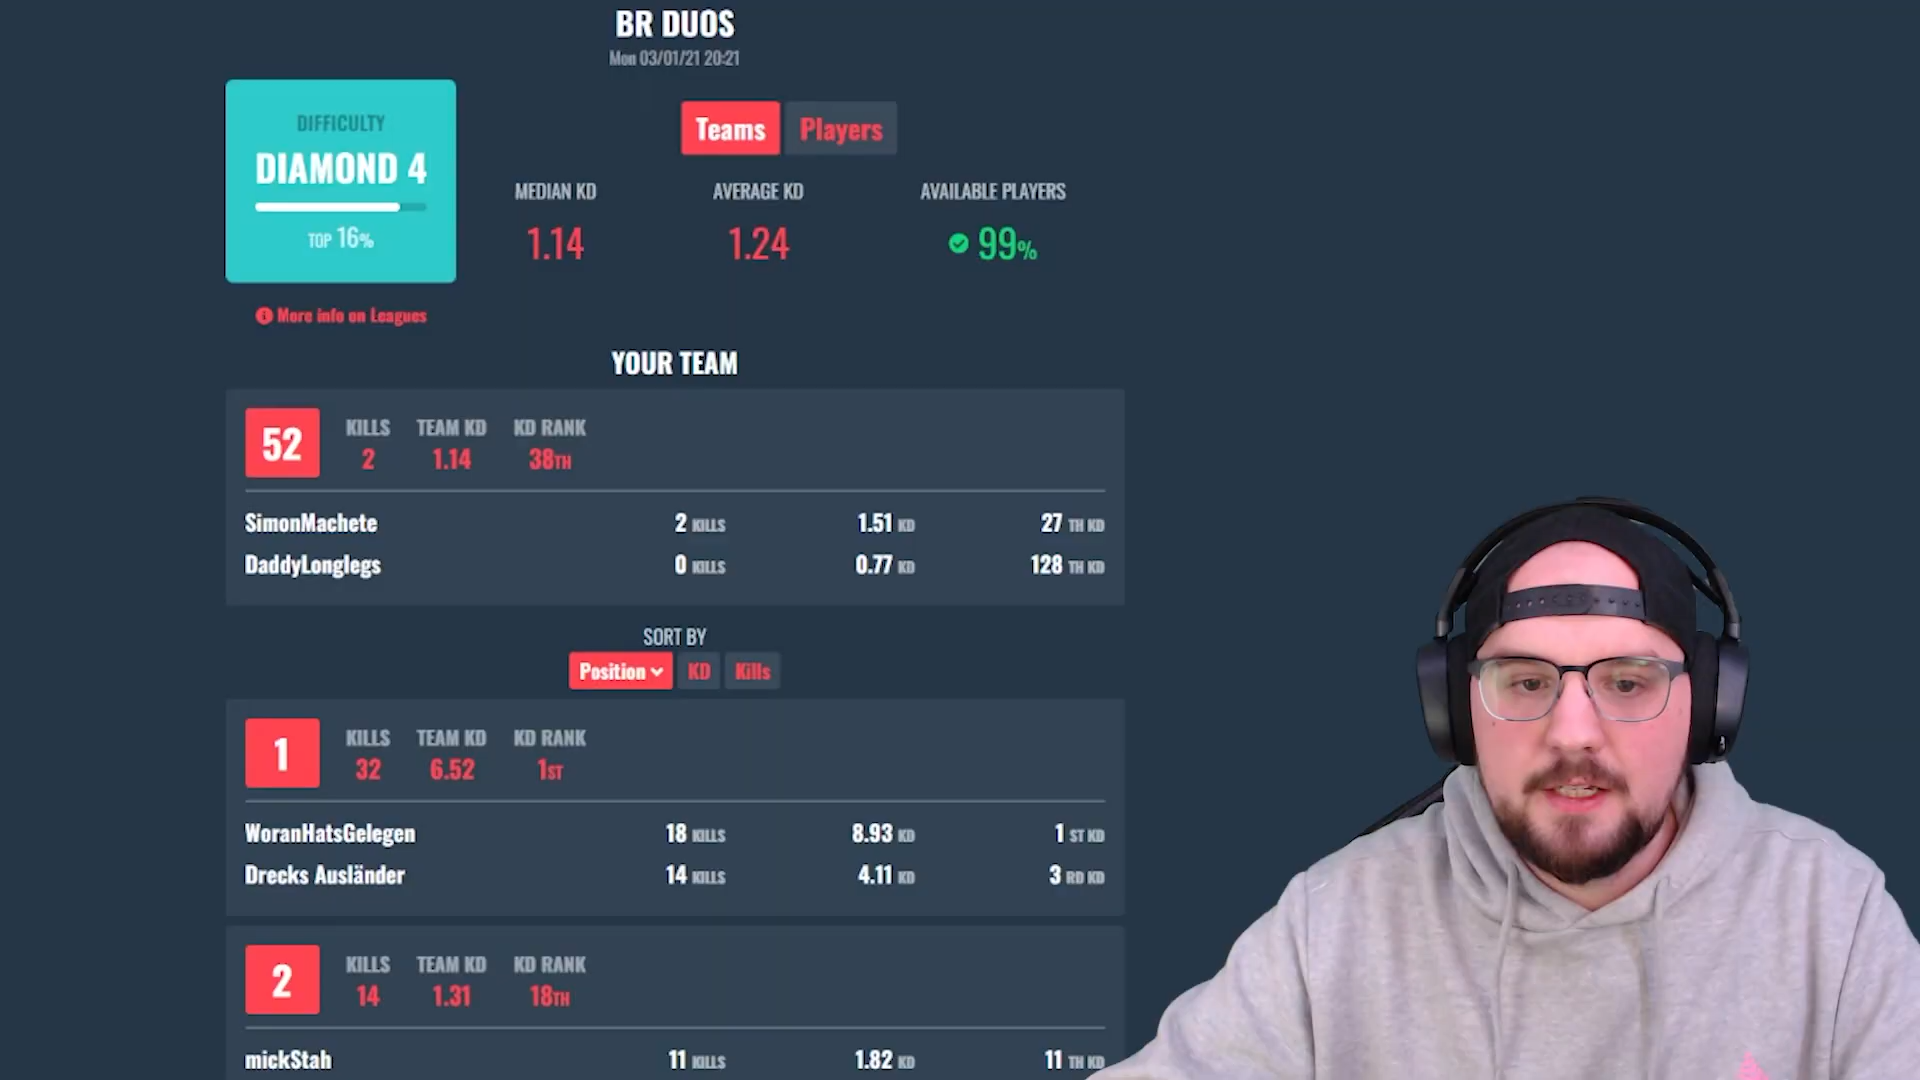 BR DUOS
Mon 03/01/21 20:21
DIFFICULTY
DIAMOND 4
TOP 16%
More info on Leagues
Teams Players
MEDIAN KD AVERAGE KD AVAILABLE PLAYERS
1.14 1.24 99%
YOUR TEAM
52 KILLS TEAM KD KD RANK
2 1.14 38TH
SimonMachete 2 KILLS 1.51 KD 27 TH KD
DaddyLonglegs 0 KILLS 0.77 KD 128 TH KD
SORT BY
Position KD Kills
1 KILLS TEAM KD KD RANK
32 6.52 1ST
WoranHatsGelegen 18 KILLS 8.93 KD 1 ST KD
Drecks Ausländer 14 KILLS 4.11 KD 3 RD KD
2 KILLS TEAM KD KD RANK
14 1.31 18TH
mickStah 11 KILLS 1.82 KD 11 TH KD